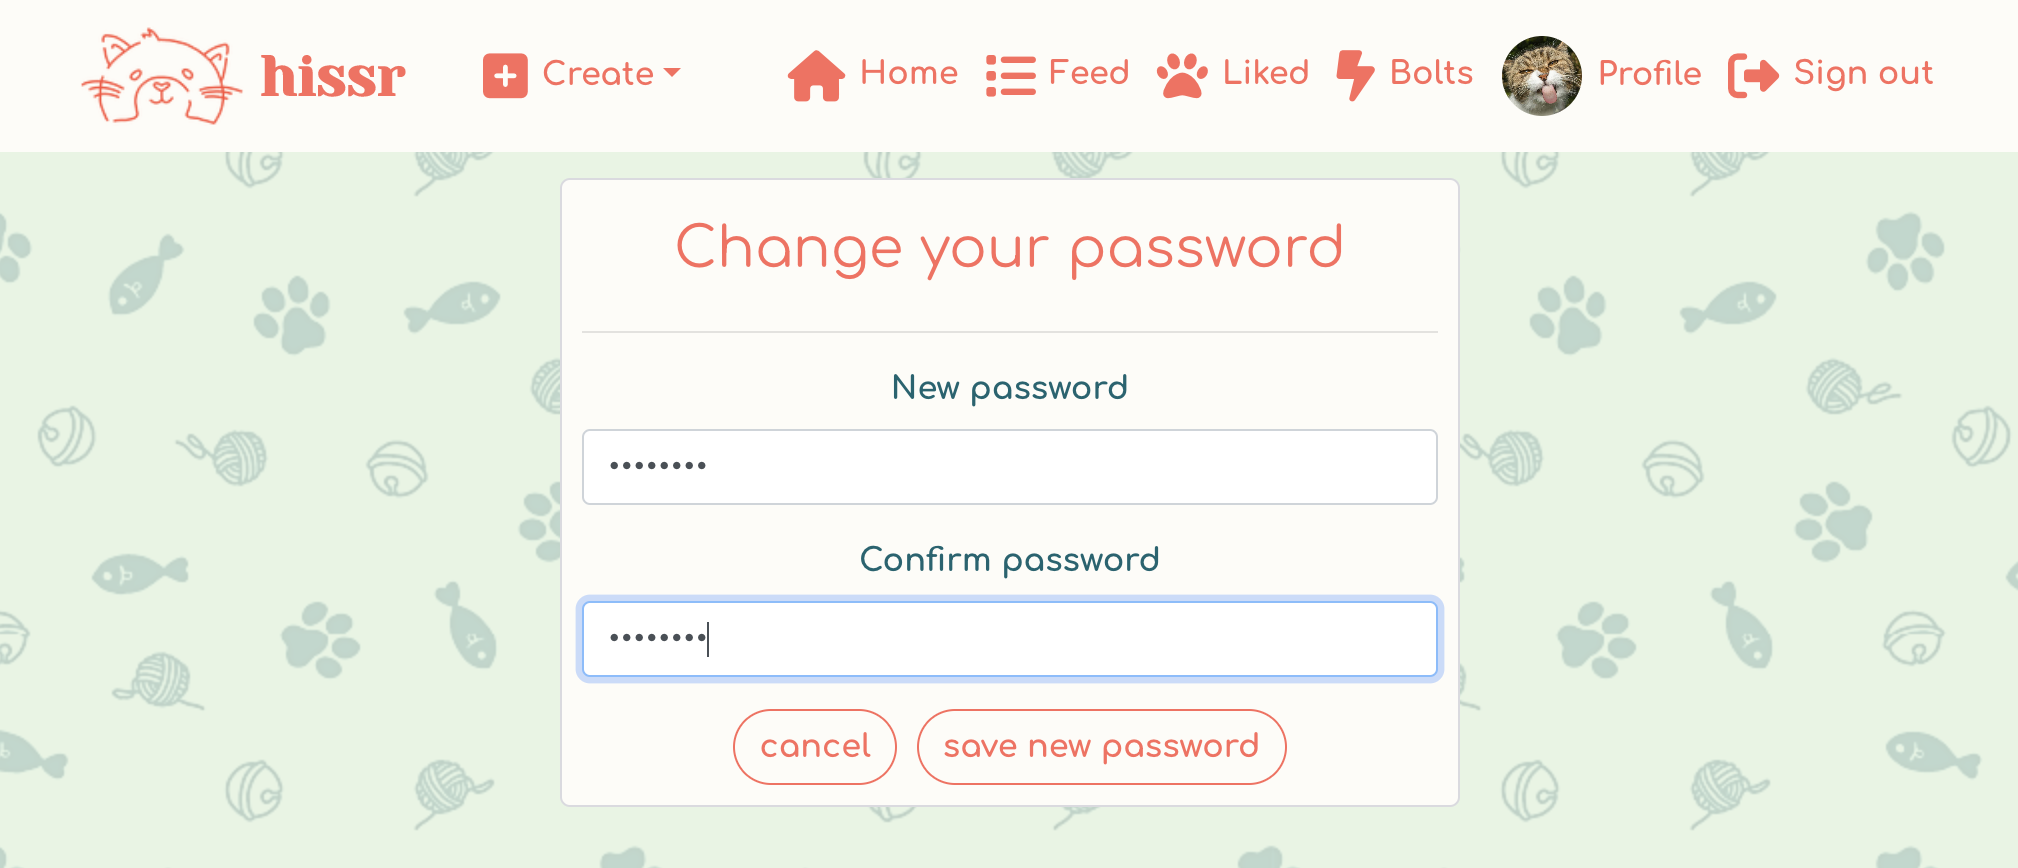 hissr Create Home Feed Liked Bolts Profile Sign out
Change your password
New password
••••••••
Confirm password
••••••••
cancel save new password